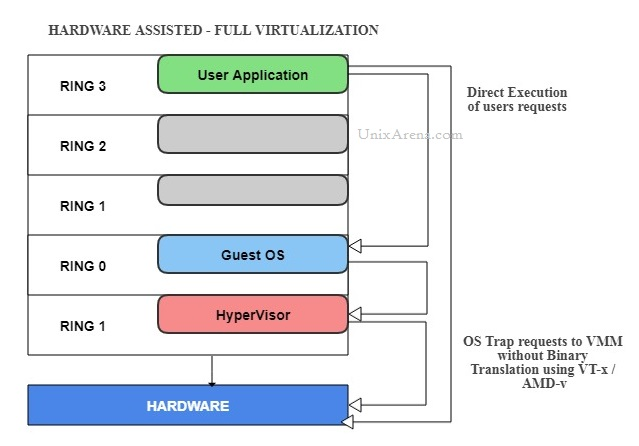 HARDWARE ASSISTED - FULL VIRTUALIZATION
RING 3
User Application
Direct Execution
of users requests
RING 2
UnixArena.com
RING 1
RING 0
Guest OS
RING 1
HyperVisor
OS Trap requests to VMM
without Binary
Translation using VT-x /
AMD-v
HARDWARE